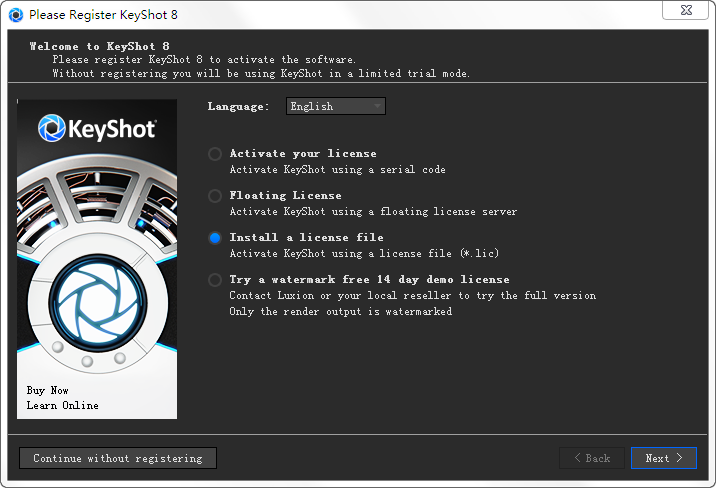 Please Register KeyShot 8
Welcome to KeyShot 8
Please register KeyShot 8 to activate the software.
Without registering you will be using KeyShot in a limited trial mode.
Language: English
KeyShot
Activate your license
Activate KeyShot using a serial code
Floating License
Activate KeyShot using a floating license server
Install a license file
Activate KeyShot using a license file (*.lic)
Try a watermark free 14 day demo license
Contact Luxion or your local reseller to try the full version
Only the render output is watermarked
Buy Now
Learn Online
Continue without registering
< Back
Next >